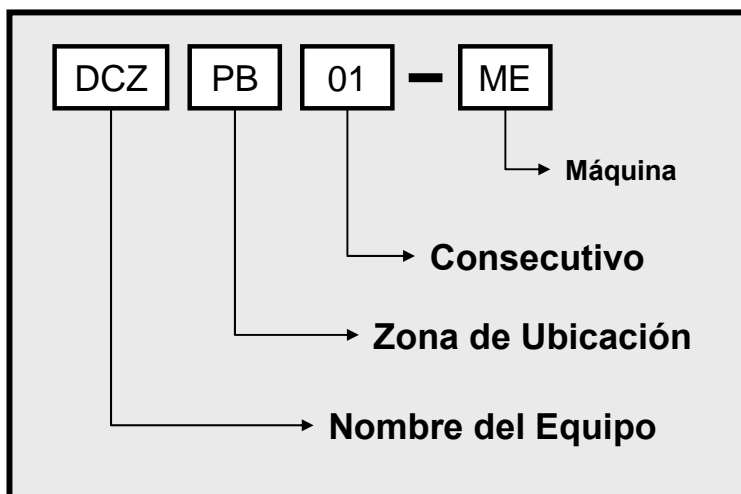 DCZ PB 01 - ME
Máquina
Consecutivo
Zona de Ubicación
Nombre del Equipo